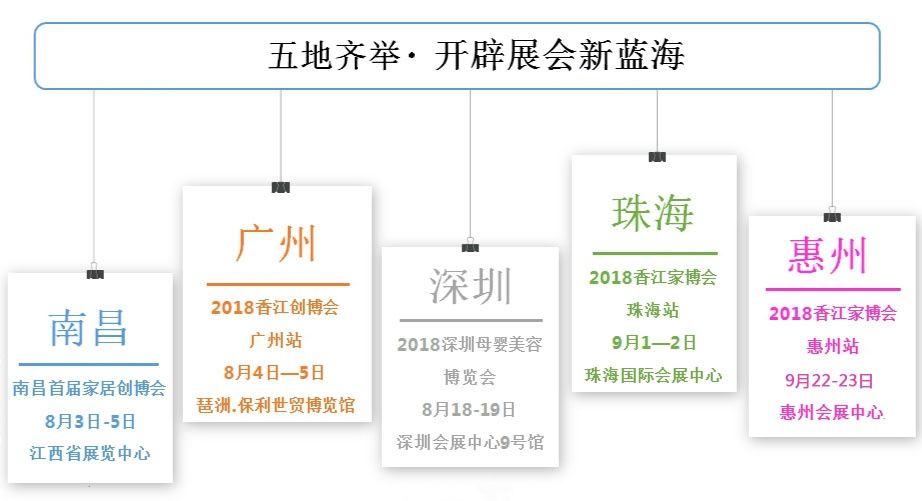 五地齐举·开辟展会新蓝海
南昌
南昌首届家居创博会
8月3日-5日
江西省展览中心
广州
2018香江创博会
广州站
8月4日—5日
琶洲.保利世贸博览馆
深圳
2018深圳母婴美容
博览会
8月18-19日
深圳会展中心9号馆
珠海
2018香江家博会
珠海站
9月1—2日
珠海国际会展中心
惠州
2018香江家博会
惠州站
9月22-23日
惠州会展中心